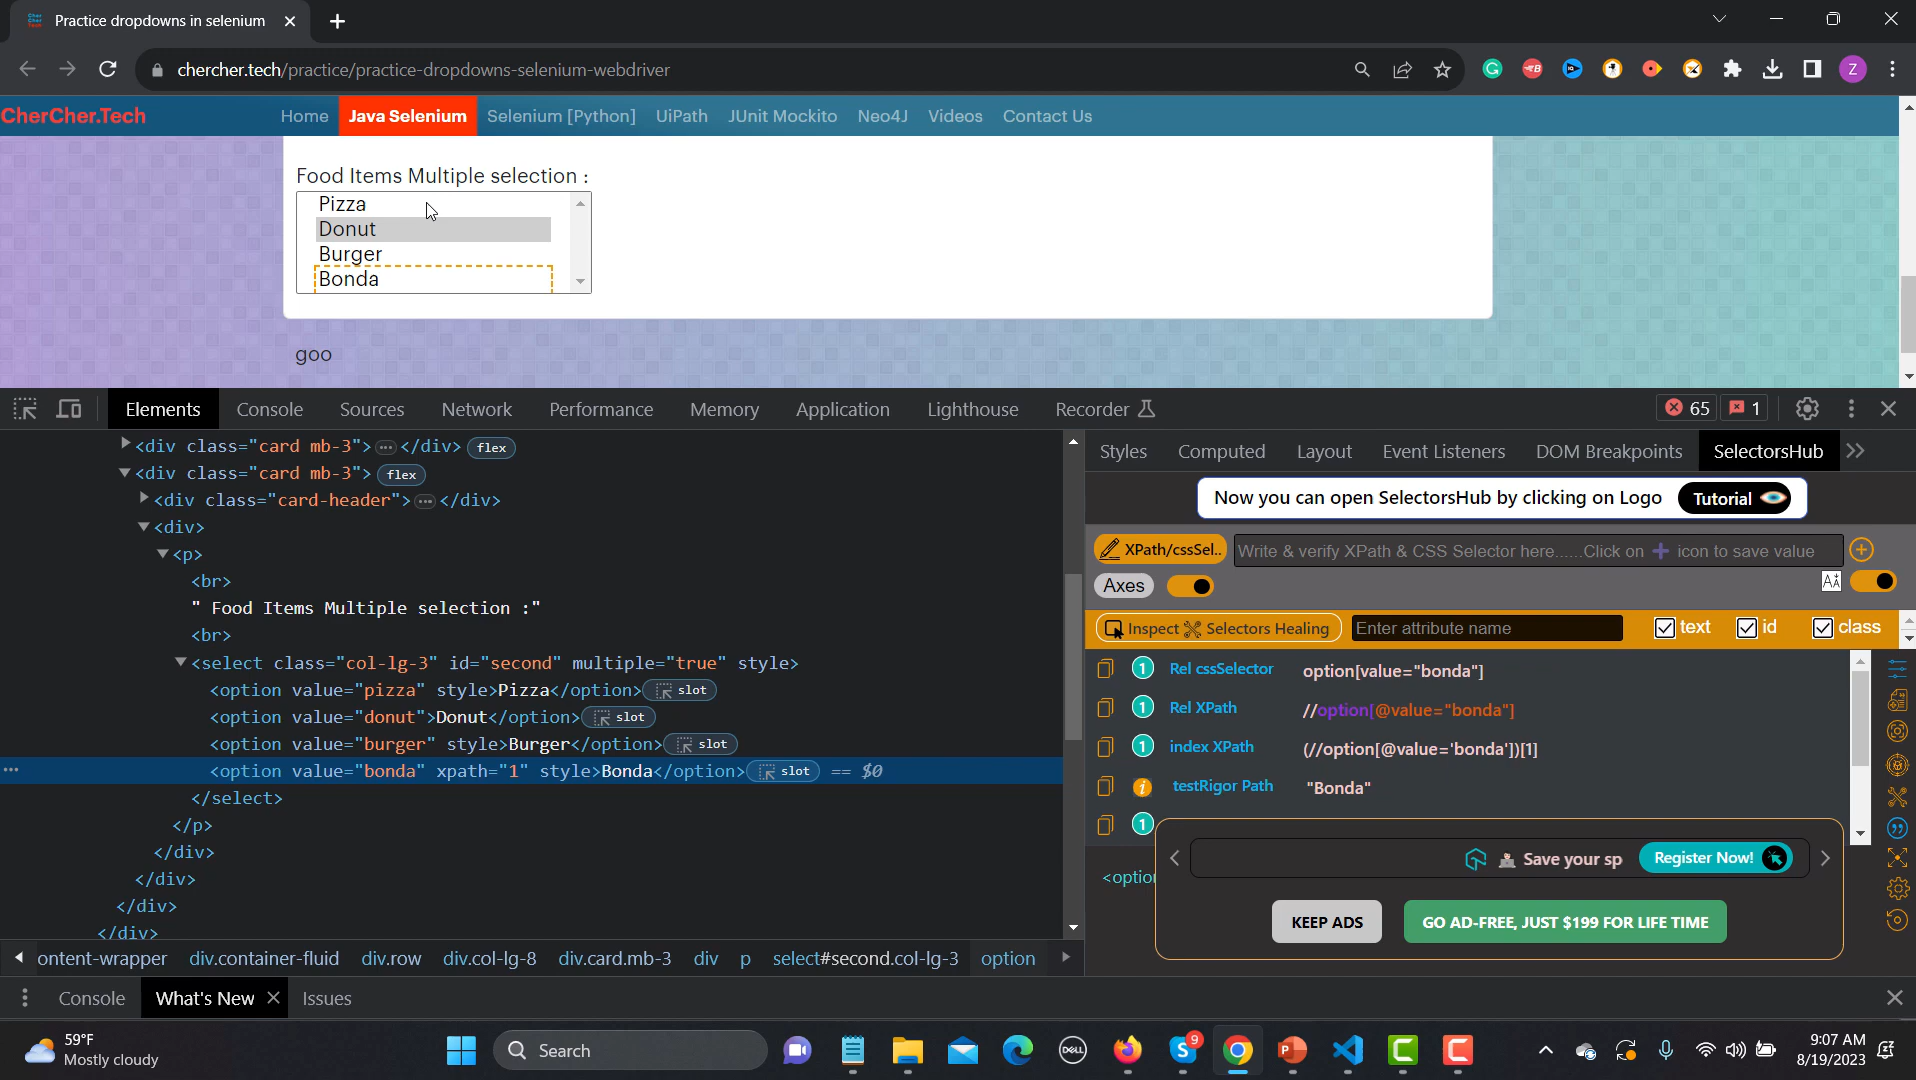 Practice dropdowns in selenium
chercher.tech/practice/practice-dropdowns-selenium-webdriver
Z
CherCher.Tech
Home
Java Selenium
Selenium [Python]
UiPath
JUnit Mockito
Neo4J
Videos
Contact Us
Food Items Multiple selection :
Pizza
Donut
Burger
Bonda
goo
Elements
Console
Sources
Network
Performance
Memory
Application
Lighthouse
Recorder
65
1
<div class="card mb-3"> … </div> flex
<div class="card mb-3"> flex
<div class="card-header"> … </div>
<div>
<p>
<br>
" Food Items Multiple selection :"
<br>
<select class="col-lg-3" id="second" multiple="true" style>
<option value="pizza" style>Pizza</option> slot
<option value="donut">Donut</option> slot
<option value="burger" style>Burger</option> slot
<option value="bonda" xpath="1" style>Bonda</option> slot == $0
</select>
</p>
</div>
</div>
</div>
</div>
Styles
Computed
Layout
Event Listeners
DOM Breakpoints
SelectorsHub
Now you can open SelectorsHub by clicking on Logo
Tutorial
XPath/cssSel..
Write & verify XPath & CSS Selector here......Click on + icon to save value
Axes
Inspect
Selectors Healing
Enter attribute name
text
id
class
1 Rel cssSelector option[value="bonda"]
1 Rel XPath //option[@value="bonda"]
1 index XPath (//option[@value='bonda'])[1]
i testRigor Path "Bonda"
1
<option
Save your sp
Register Now!
KEEP ADS
GO AD-FREE, JUST $199 FOR LIFE TIME
ontent-wrapper
div.container-fluid
div.row
div.col-lg-8
div.card.mb-3
div
p
select#second.col-lg-3
option
Console
What's New
Issues
59°F
Mostly cloudy
Search
DELL
9
9:07 AM
8/19/2023